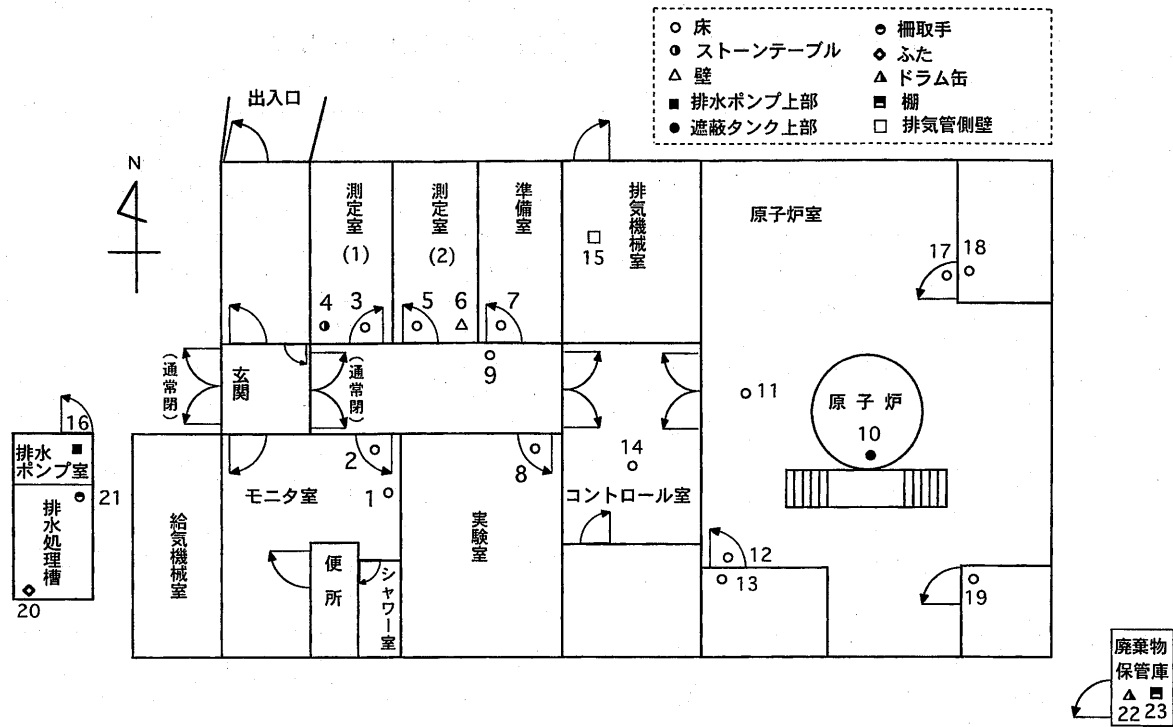 床
ストーンテーブル
壁
排水ポンプ上部
遮蔽タンク上部
柵取手
ふた
ドラム缶
棚
排気管側壁
出入口
N
測定室
(1)
測定室
(2)
準備室
排気機械室
15
原子炉室
17
18
4
3
5
6
7
(通常閉)
玄関
(通常閉)
9
11
原子炉
10
16
排水
ポンプ室
21
排水処理槽
20
給気機械室
2
モニタ室
1
便所
シャワー室
8
実験室
14
コントロール室
12
13
19
廃棄物
保管庫
22 23